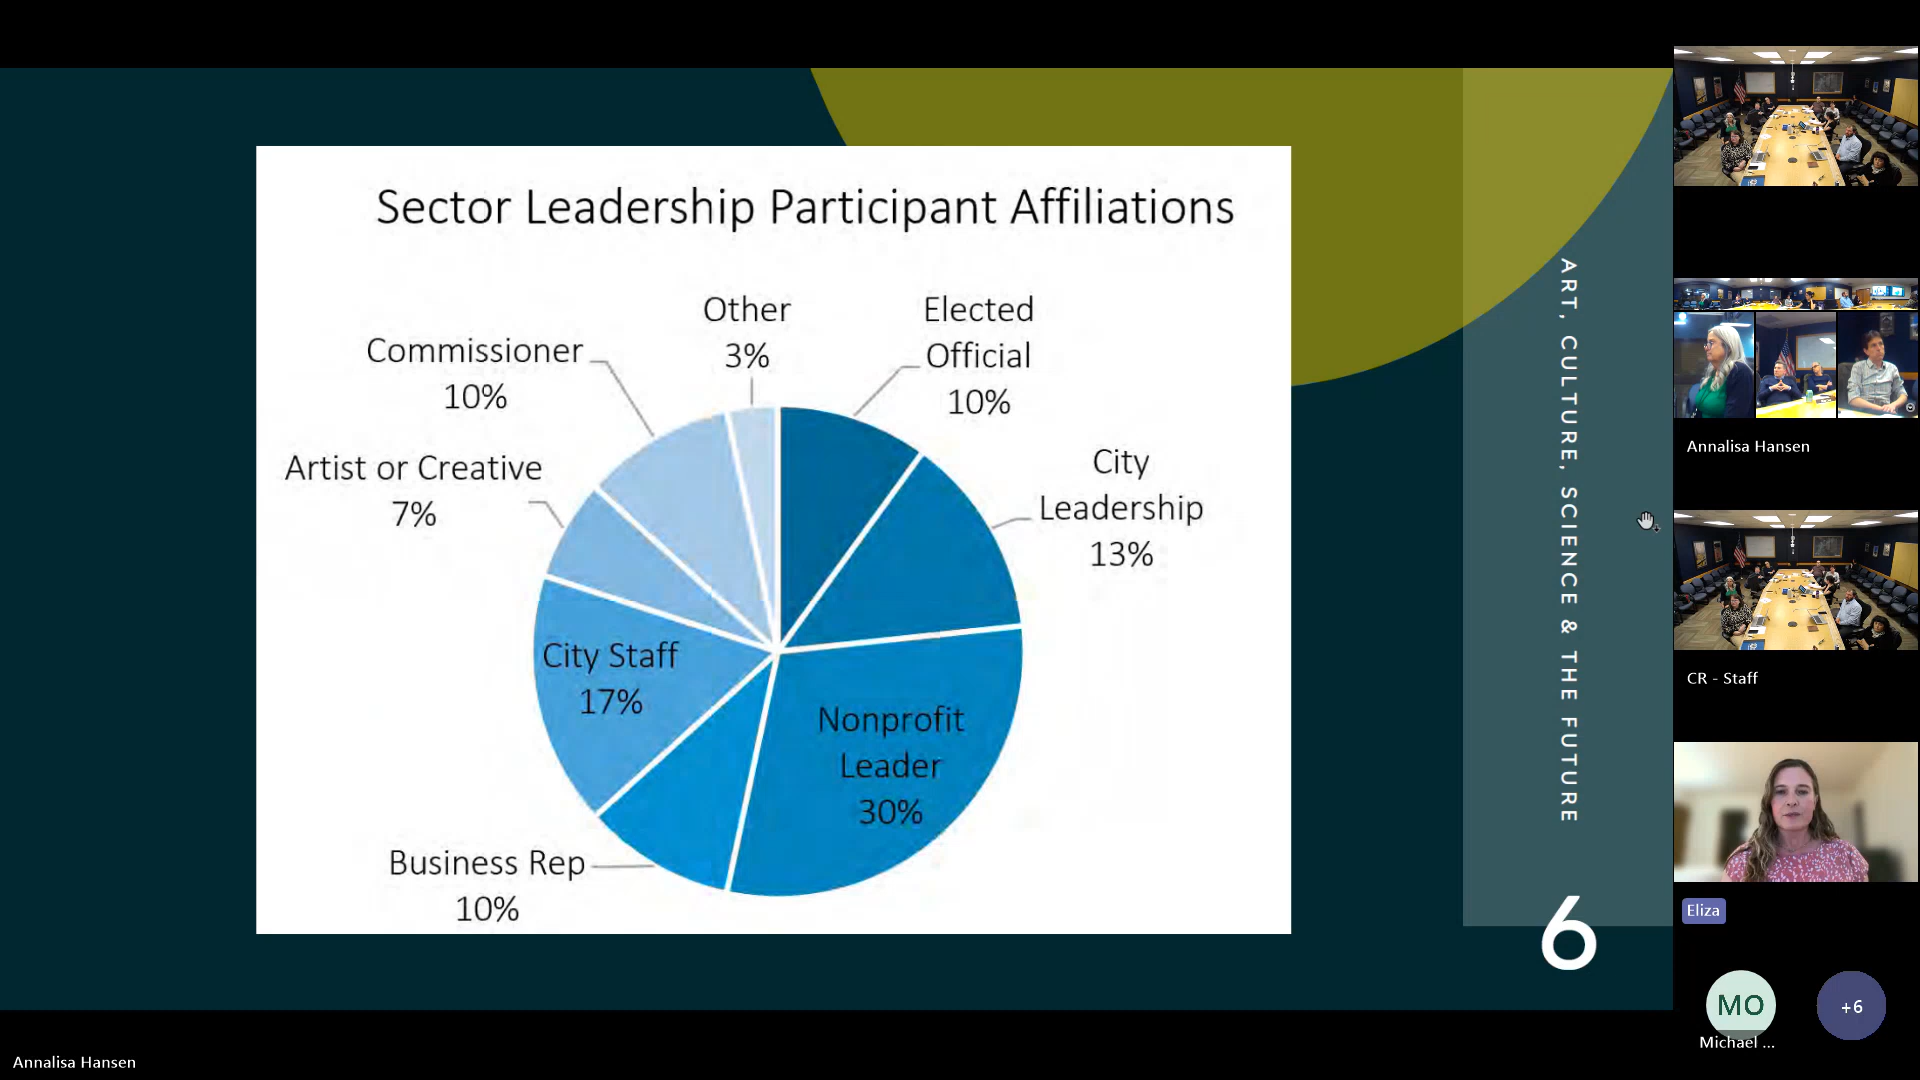 Sector Leadership Participant Affiliations
Other
3%
Elected
Official
10%
Commissioner
10%
City
Leadership
13%
Artist or Creative
7%
City Staff
17%
Nonprofit
Leader
30%
Business Rep
10%
ART, CULTURE, SCIENCE & THE FUTURE
6
Annalisa Hansen
CR - Staff
Eliza
MO
Michael ...
+6
Annalisa Hansen